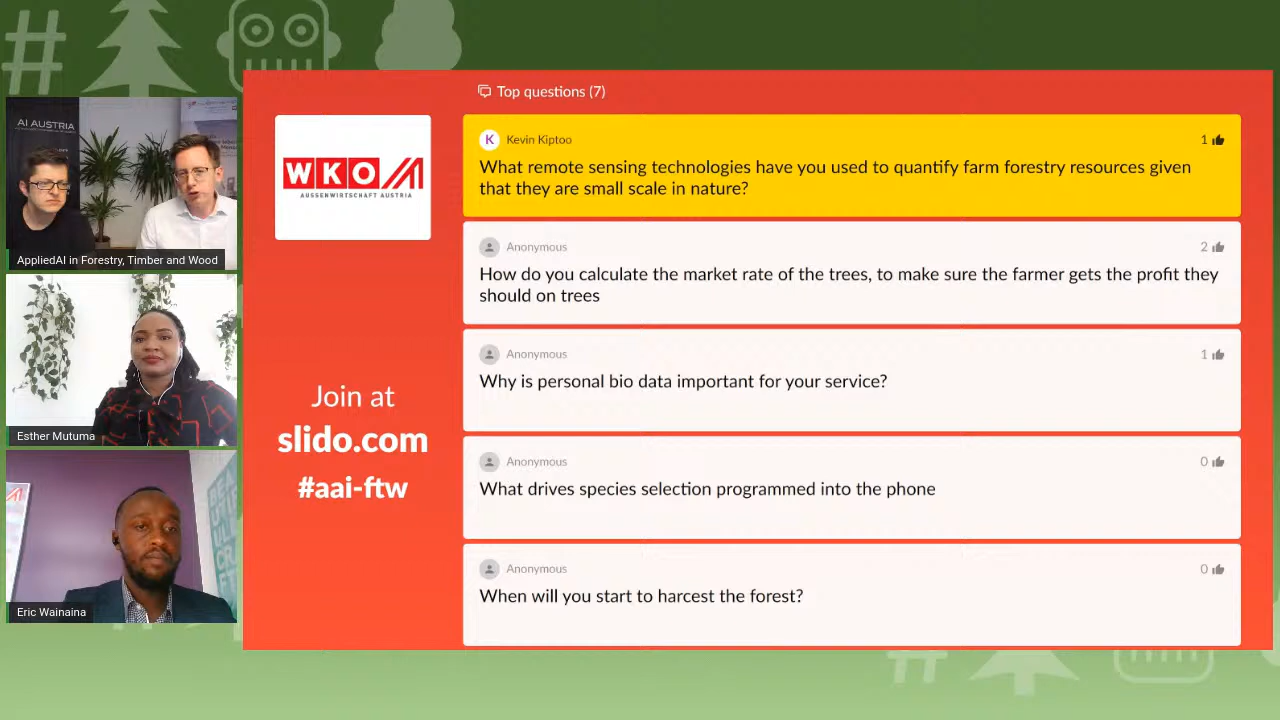 #
AI AUSTRIA
AppliedAI in Forestry, Timber and Wood
Esther Mutuma
Eric Wainaina
WKO
AUSSENWIRTSCHAFT AUSTRIA
Join at
slido.com
#aai-ftw
Top questions (7)
K Kevin Kiptoo 1
What remote sensing technologies have you used to quantify farm forestry resources given
that they are small scale in nature?
Anonymous 2
How do you calculate the market rate of the trees, to make sure the farmer gets the profit they
should on trees
Anonymous 1
Why is personal bio data important for your service?
Anonymous 0
What drives species selection programmed into the phone
Anonymous 0
When will you start to harcest the forest?